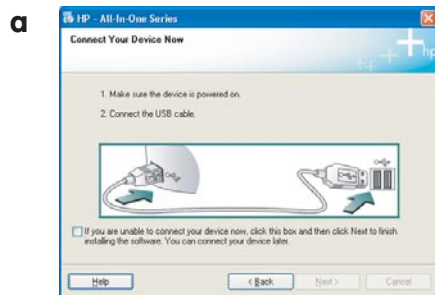 a
HP - All-In-One Series
Connect Your Device Now
hp
1. Make sure the device is powered on.
2. Connect the USB cable.
If you are unable to connect your device now, click this box and then click Next to finish
installing the software. You can connect your device later.
Help
< Back
Next >
Cancel